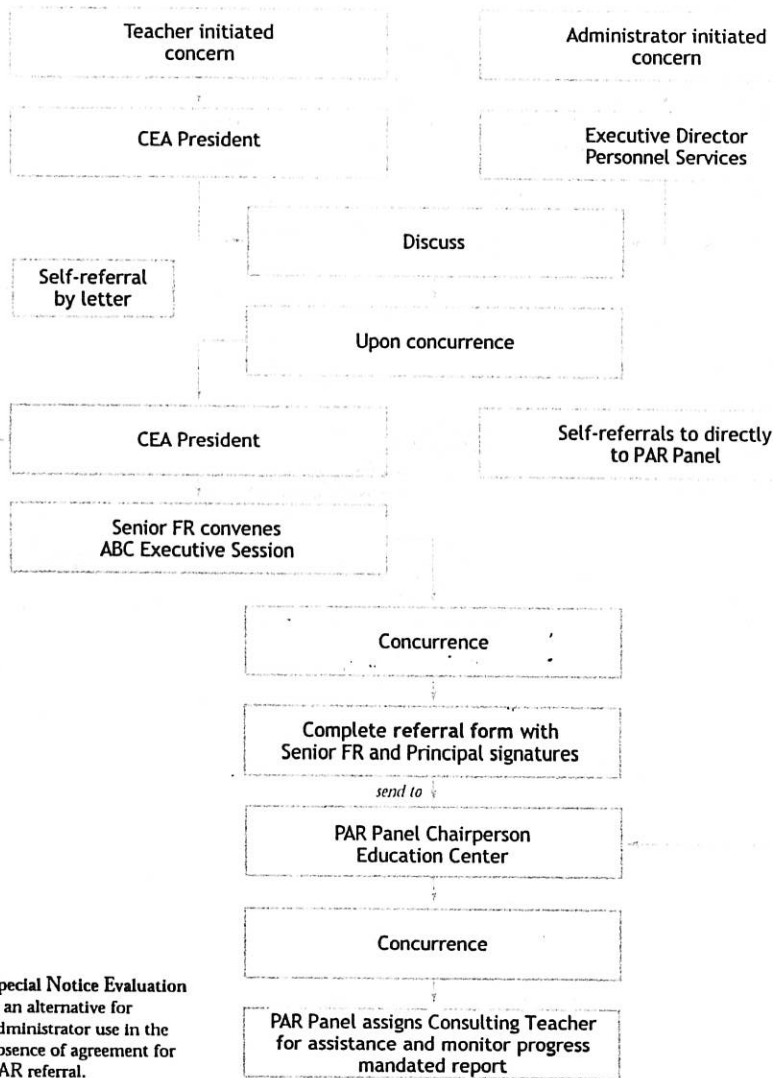 Teacher initiated
concern
Administrator initiated
concern
CEA President
Executive Director
Personnel Services
Discuss
Self-referral
by letter
Upon concurrence
CEA President
Self-referrals to directly
to PAR Panel
Senior FR convenes
ABC Executive Session
Concurrence
Complete referral form with
Senior FR and Principal signatures
send to
PAR Panel Chairperson
Education Center
Concurrence
PAR Panel assigns Consulting Teacher
for assistance and monitor progress
mandated report
pecial Notice Evaluation
an alternative for
dministrator use in the
bsence of agreement for
AR referral.